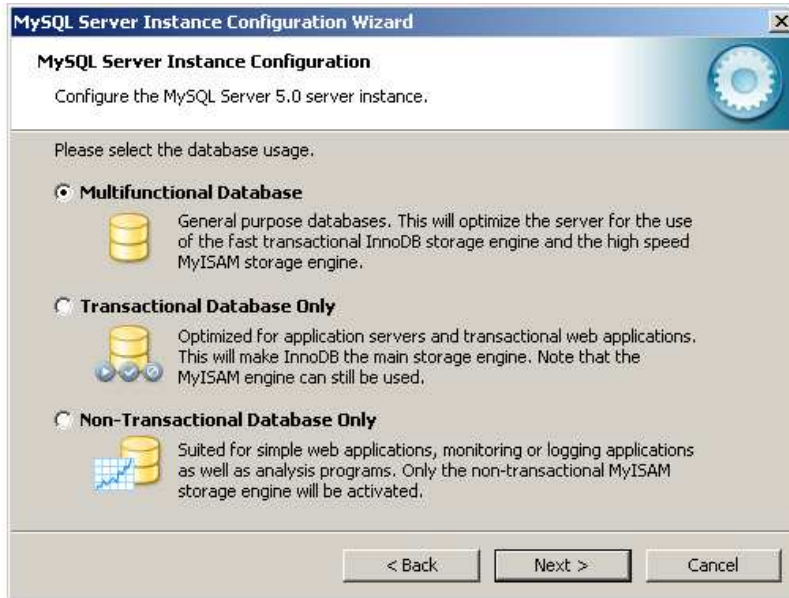 MySQL Server Instance Configuration Wizard
MySQL Server Instance Configuration
Configure the MySQL Server 5.0 server instance.
Please select the database usage.
Multifunctional Database
General purpose databases. This will optimize the server for the use
of the fast transactional InnoDB storage engine and the high speed
MyISAM storage engine.
Transactional Database Only
Optimized for application servers and transactional web applications.
This will make InnoDB the main storage engine. Note that the
MyISAM engine can still be used.
Non-Transactional Database Only
Suited for simple web applications, monitoring or logging applications
as well as analysis programs. Only the non-transactional MyISAM
storage engine will be activated.
< Back Next > Cancel